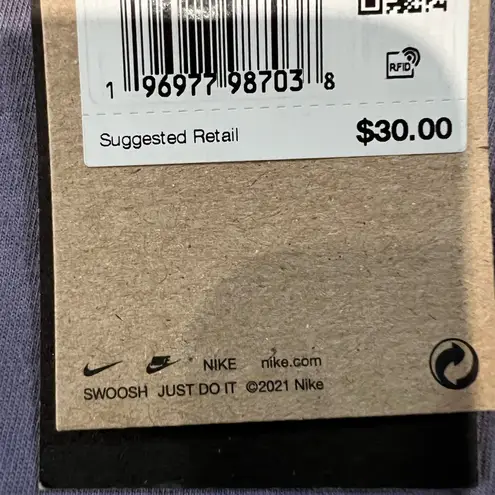 RFID
1 96977 98703 8
Suggested Retail $30.00
NIKE nike.com
SWOOSH JUST DO IT ©2021 Nike